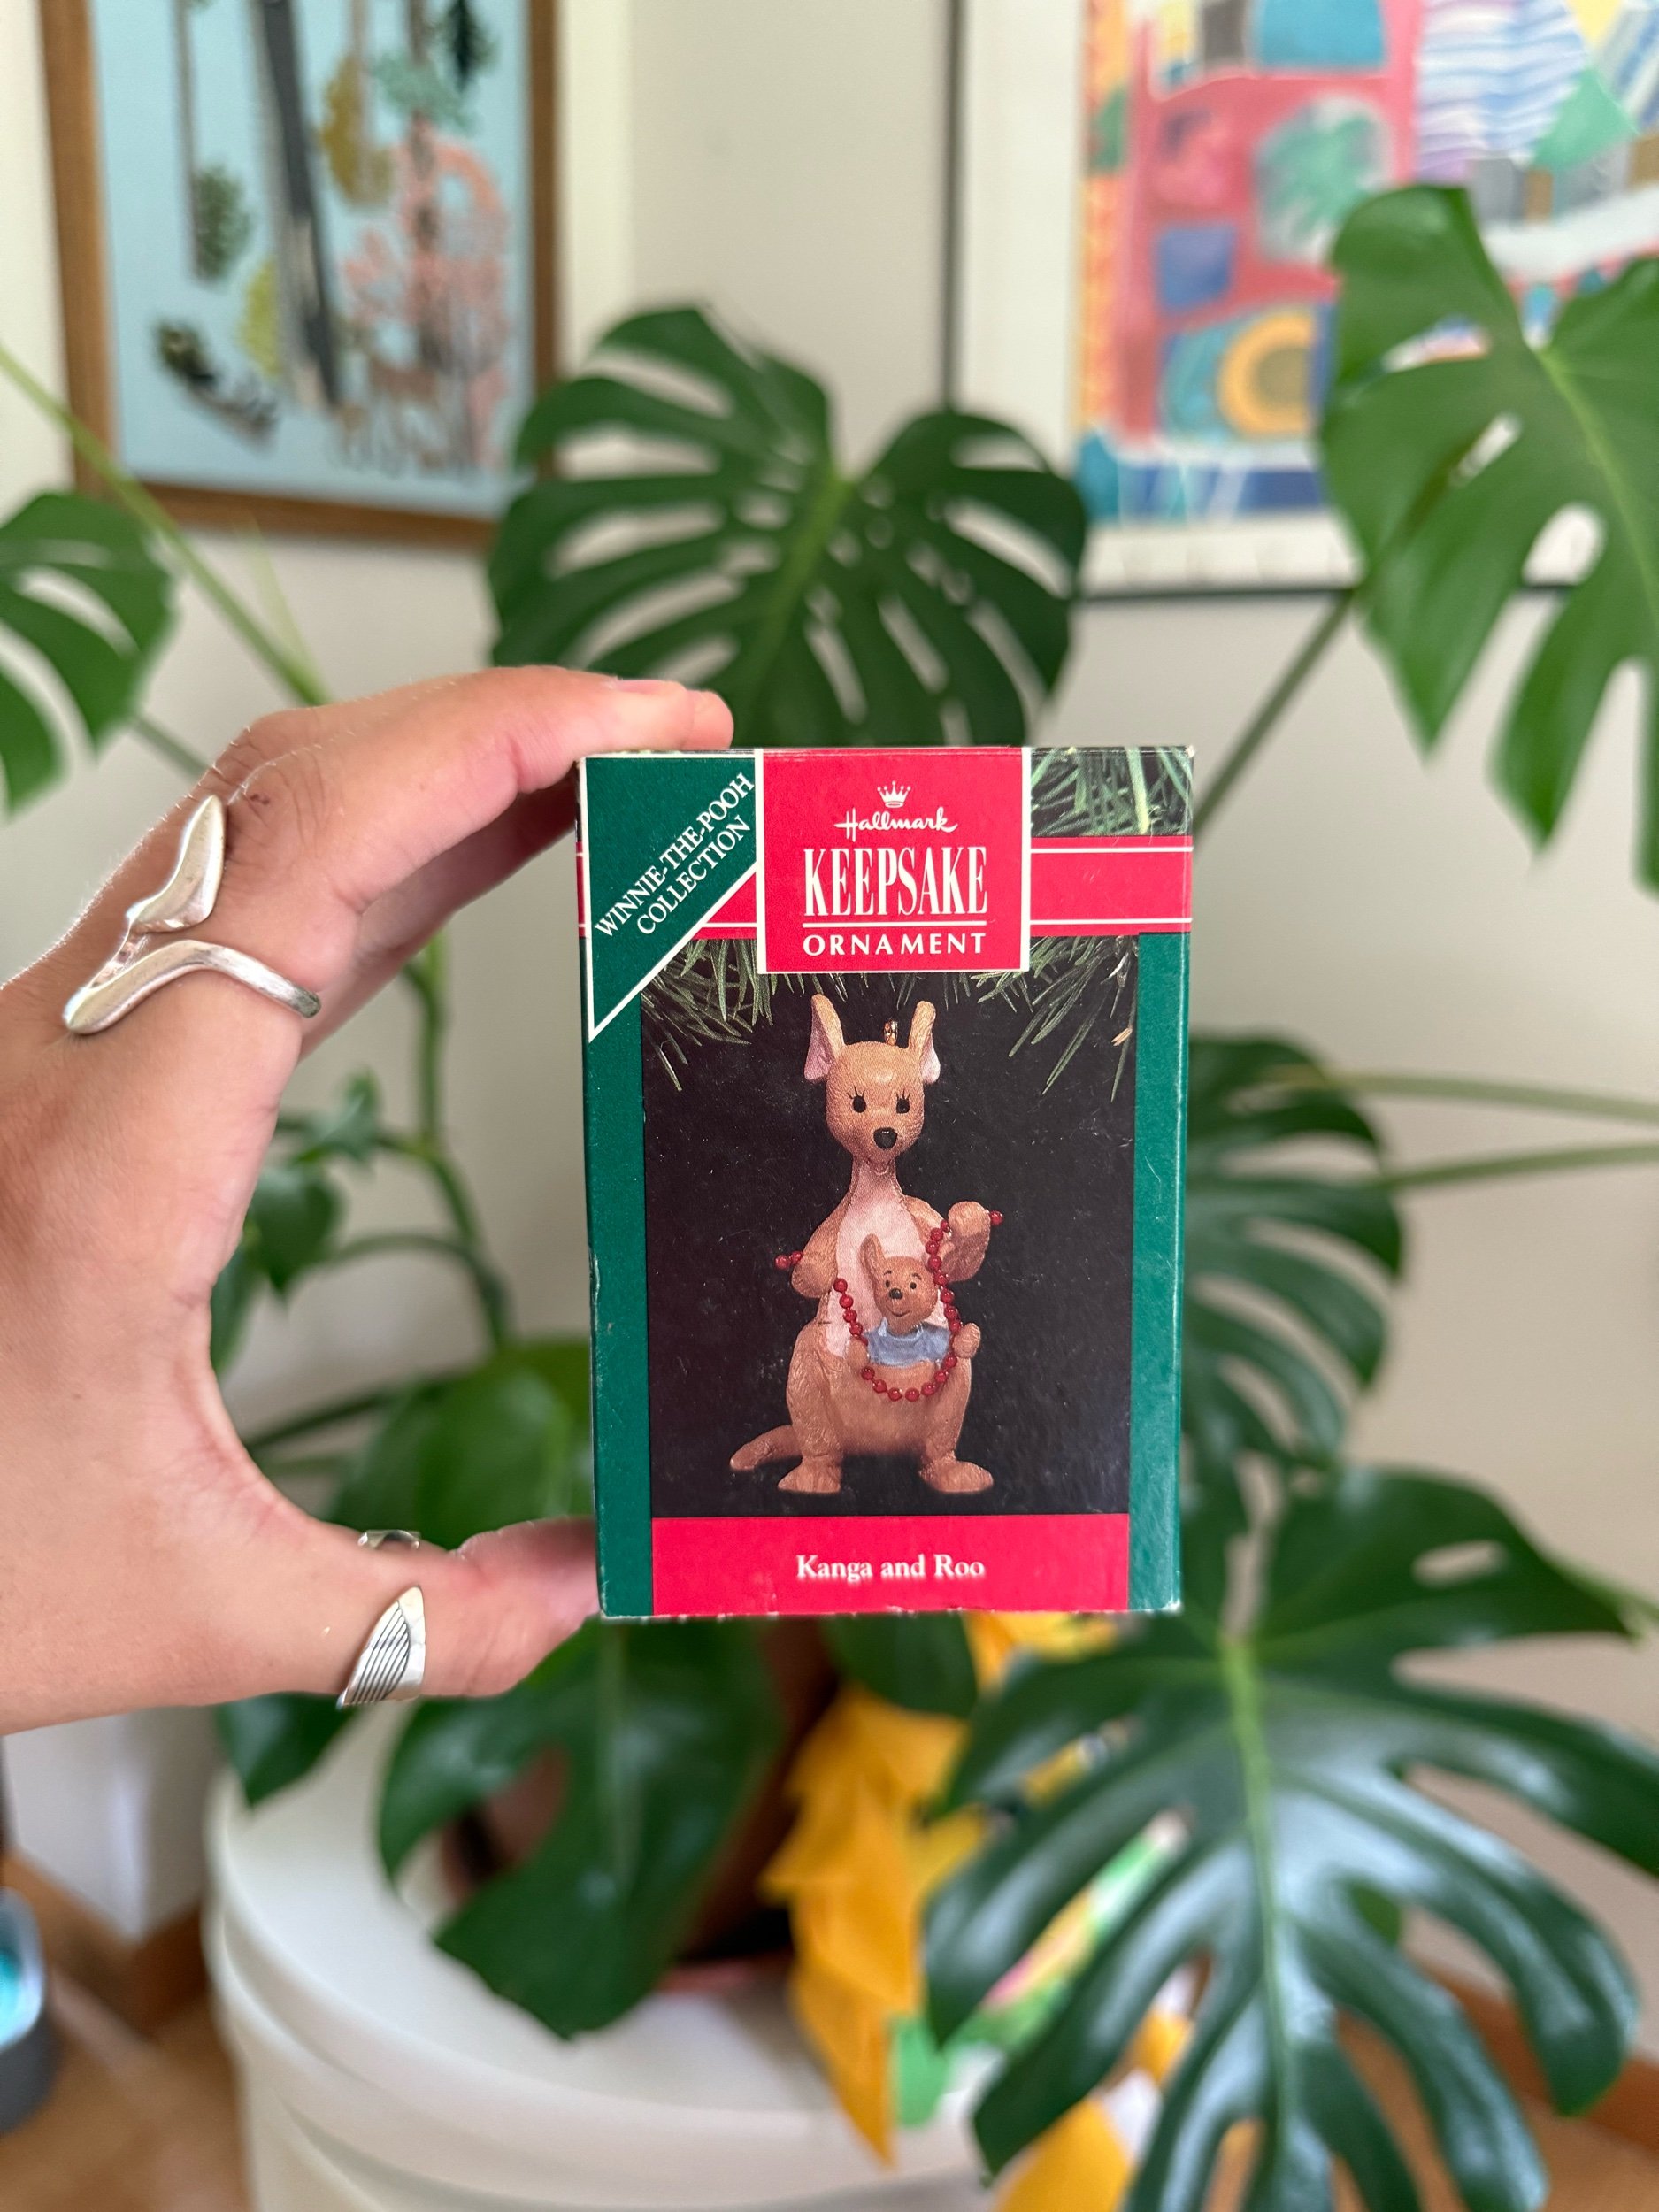 WINNIE-THE-POOH
COLLECTION
Hallmark
KEEPSAKE
ORNAMENT
Kanga and Roo